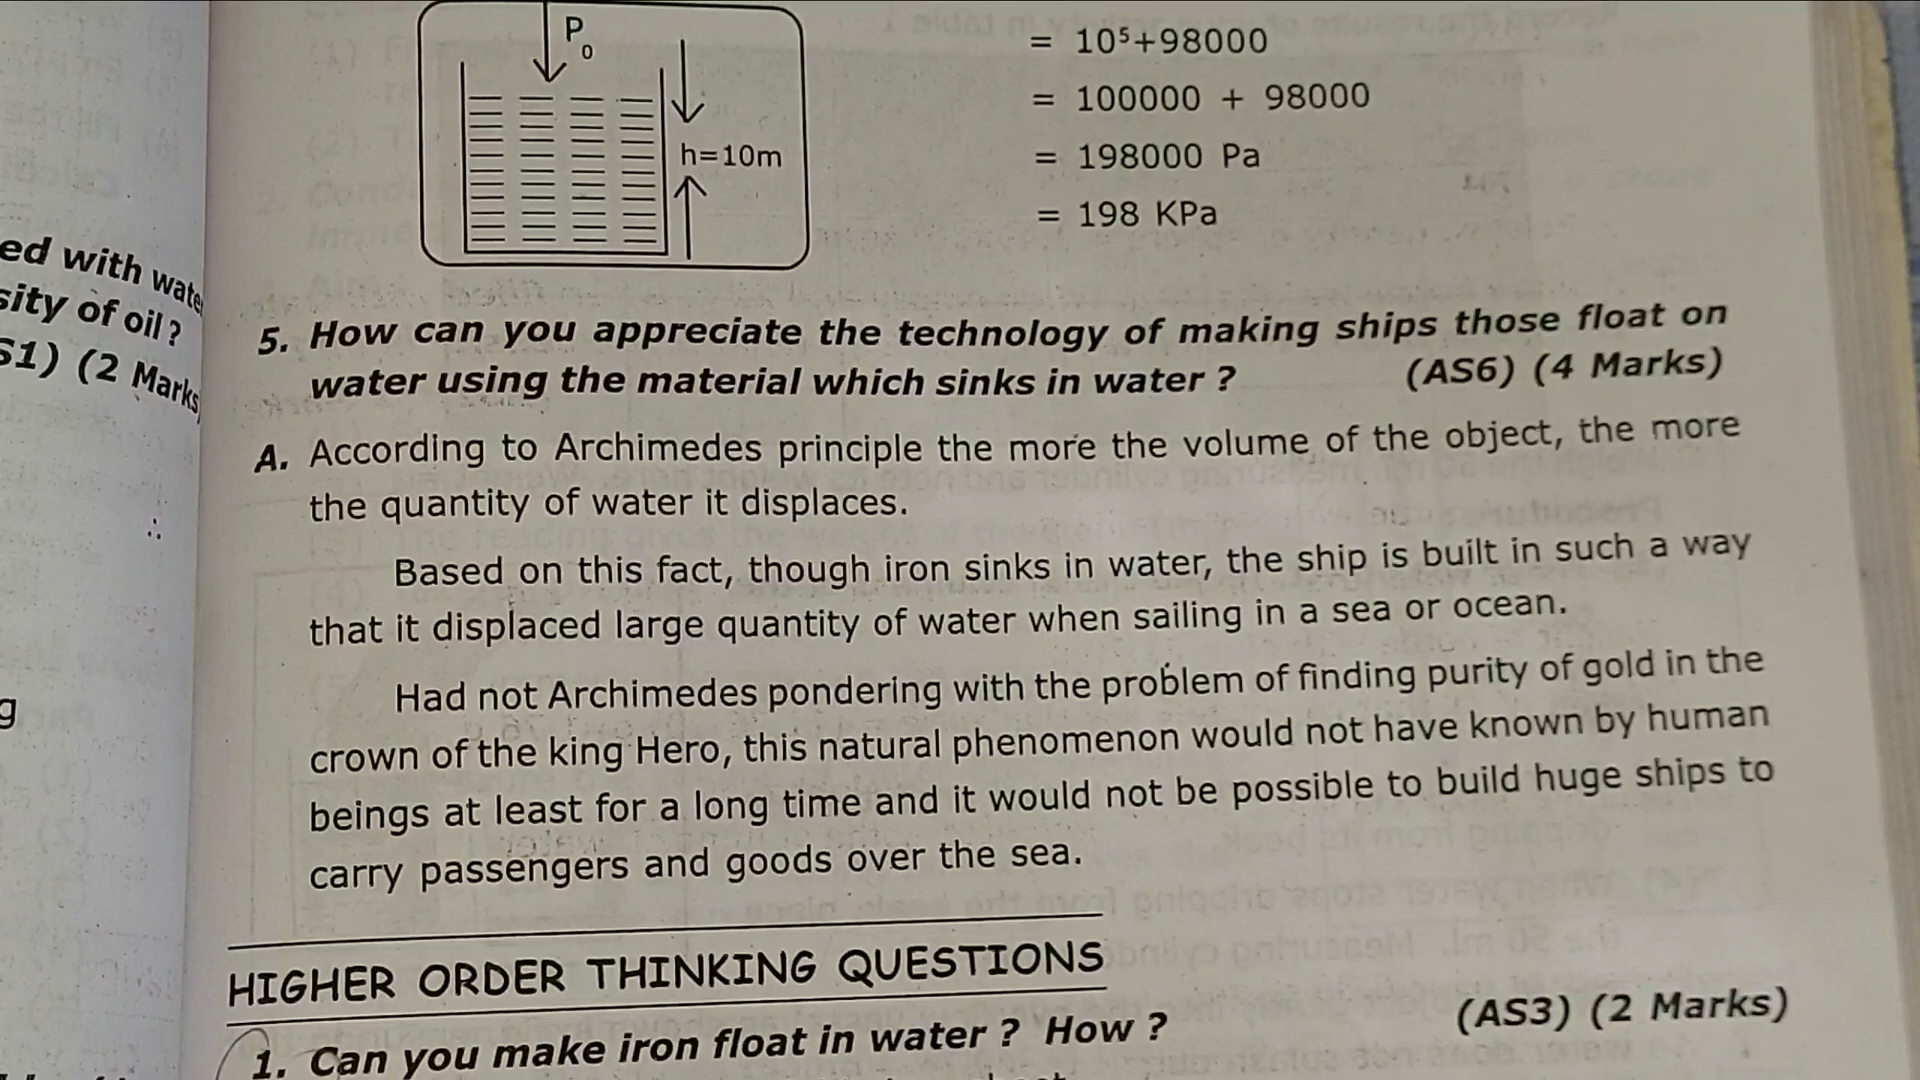 ed with wate
sity of oil ?
S1) (2 Marks)
g
P₀
h=10m
= 10⁵+98000
= 100000 + 98000
= 198000 Pa
= 198 KPa
5. How can you appreciate the technology of making ships those float on
water using the material which sinks in water ? (AS6) (4 Marks)
A. According to Archimedes principle the more the volume of the object, the more
the quantity of water it displaces.
Based on this fact, though iron sinks in water, the ship is built in such a way
that it displaced large quantity of water when sailing in a sea or ocean.
Had not Archimedes pondering with the problem of finding purity of gold in the
crown of the king Hero, this natural phenomenon would not have known by human
beings at least for a long time and it would not be possible to build huge ships to
carry passengers and goods over the sea.
HIGHER ORDER THINKING QUESTIONS
1. Can you make iron float in water ? How ? (AS3) (2 Marks)